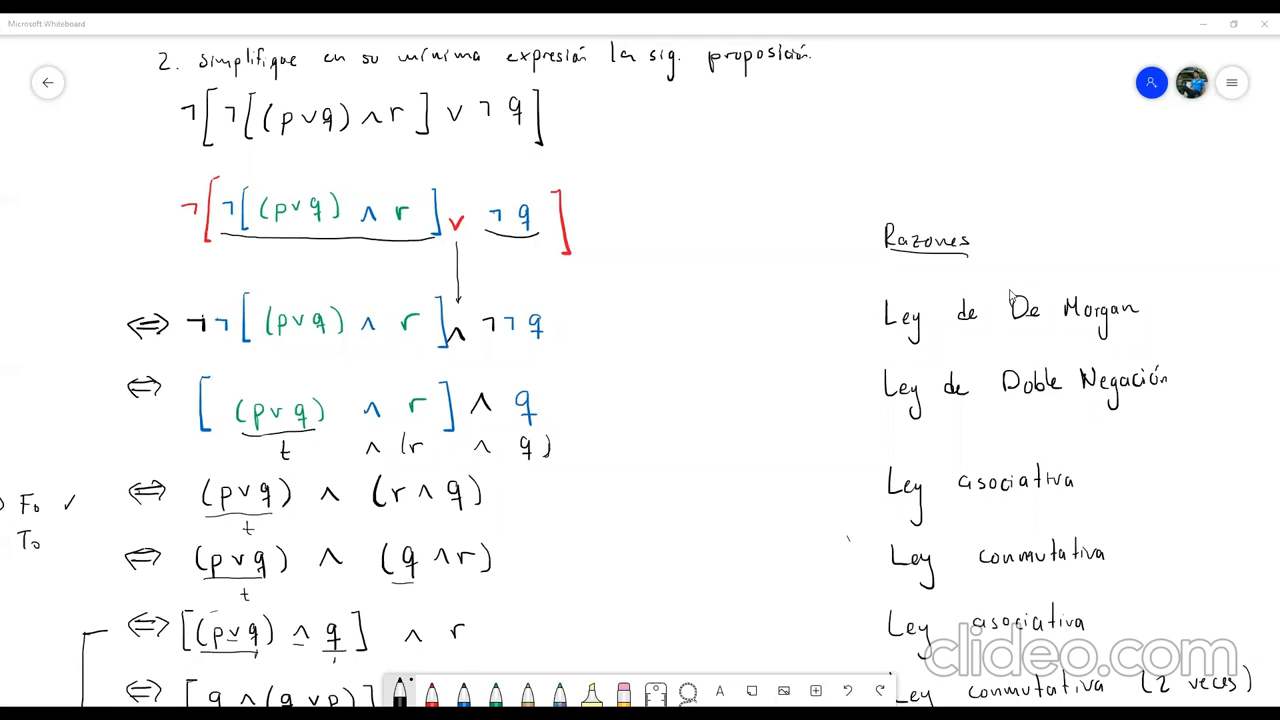 Microsoft Whiteboard
2. simplifique en su mínima expresión la sig. proposición.
¬[¬[(p∨q) ∧ r] ∨ ¬q]
¬[¬[(p∨q) ∧ r] ∨ ¬q]
Razones
⇔ ¬¬[(p∨q) ∧ r] ∧ ¬¬q
Ley de De Morgan
⇔ [(p∨q) ∧ r] ∧ q
Ley de Doble Negación
t ∧ (r ∧ q)
⇔ (p∨q) ∧ (r ∧ q)
Ley asociativa
t
Fo ✓
To
⇔ (p∨q) ∧ (q ∧ r)
Ley conmutativa
t
⇔ [(p∨q) ∧ q] ∧ r
Ley asociativa
clideo.com
⇔ [q ∧ (q∨p)]
Ley conmutativa (2 veces)
A